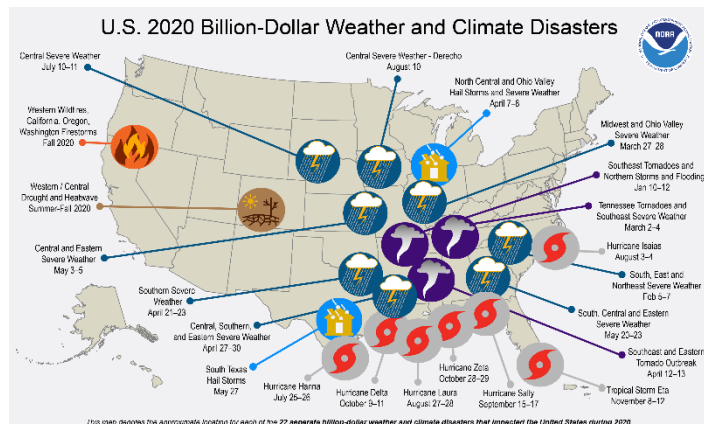 U.S. 2020 Billion-Dollar Weather and Climate Disasters
NOAA
Central Severe Weather
July 10–11
Central Severe Weather - Derecho
August 10
North Central and Ohio Valley
Hail Storms and Severe Weather
April 7–8
Western Wildfires,
California, Oregon,
Washington Firestorms
Fall 2020
Midwest and Ohio Valley
Severe Weather
March 27–28
Southeast Tornadoes and
Northern Storms and Flooding
Jan 10–12
Western / Central
Drought and Heatwave
Summer-Fall 2020
Tennessee Tornadoes and
Southeast Severe Weather
March 2–4
Central and Eastern
Severe Weather
May 3–5
Hurricane Isaias
August 3–4
South, East and
Northeast Severe Weather
Feb 5–7
Southern Severe
Weather
April 21–23
Central, Southern,
and Eastern Severe Weather
April 27–30
South, Central and Eastern
Severe Weather
May 20–23
South Texas
Hail Storms
May 27
Hurricane Hanna
July 25–26
Hurricane Delta
October 9–11
Hurricane Laura
August 27–28
Hurricane Zeta
October 28–29
Hurricane Sally
September 15–17
Southeast and Eastern
Tornado Outbreak
April 12–13
Tropical Storm Eta
November 8–12
This map denotes the approximate location for each of the 22 separate billion-dollar weather and climate disasters that impacted the United States during 2020